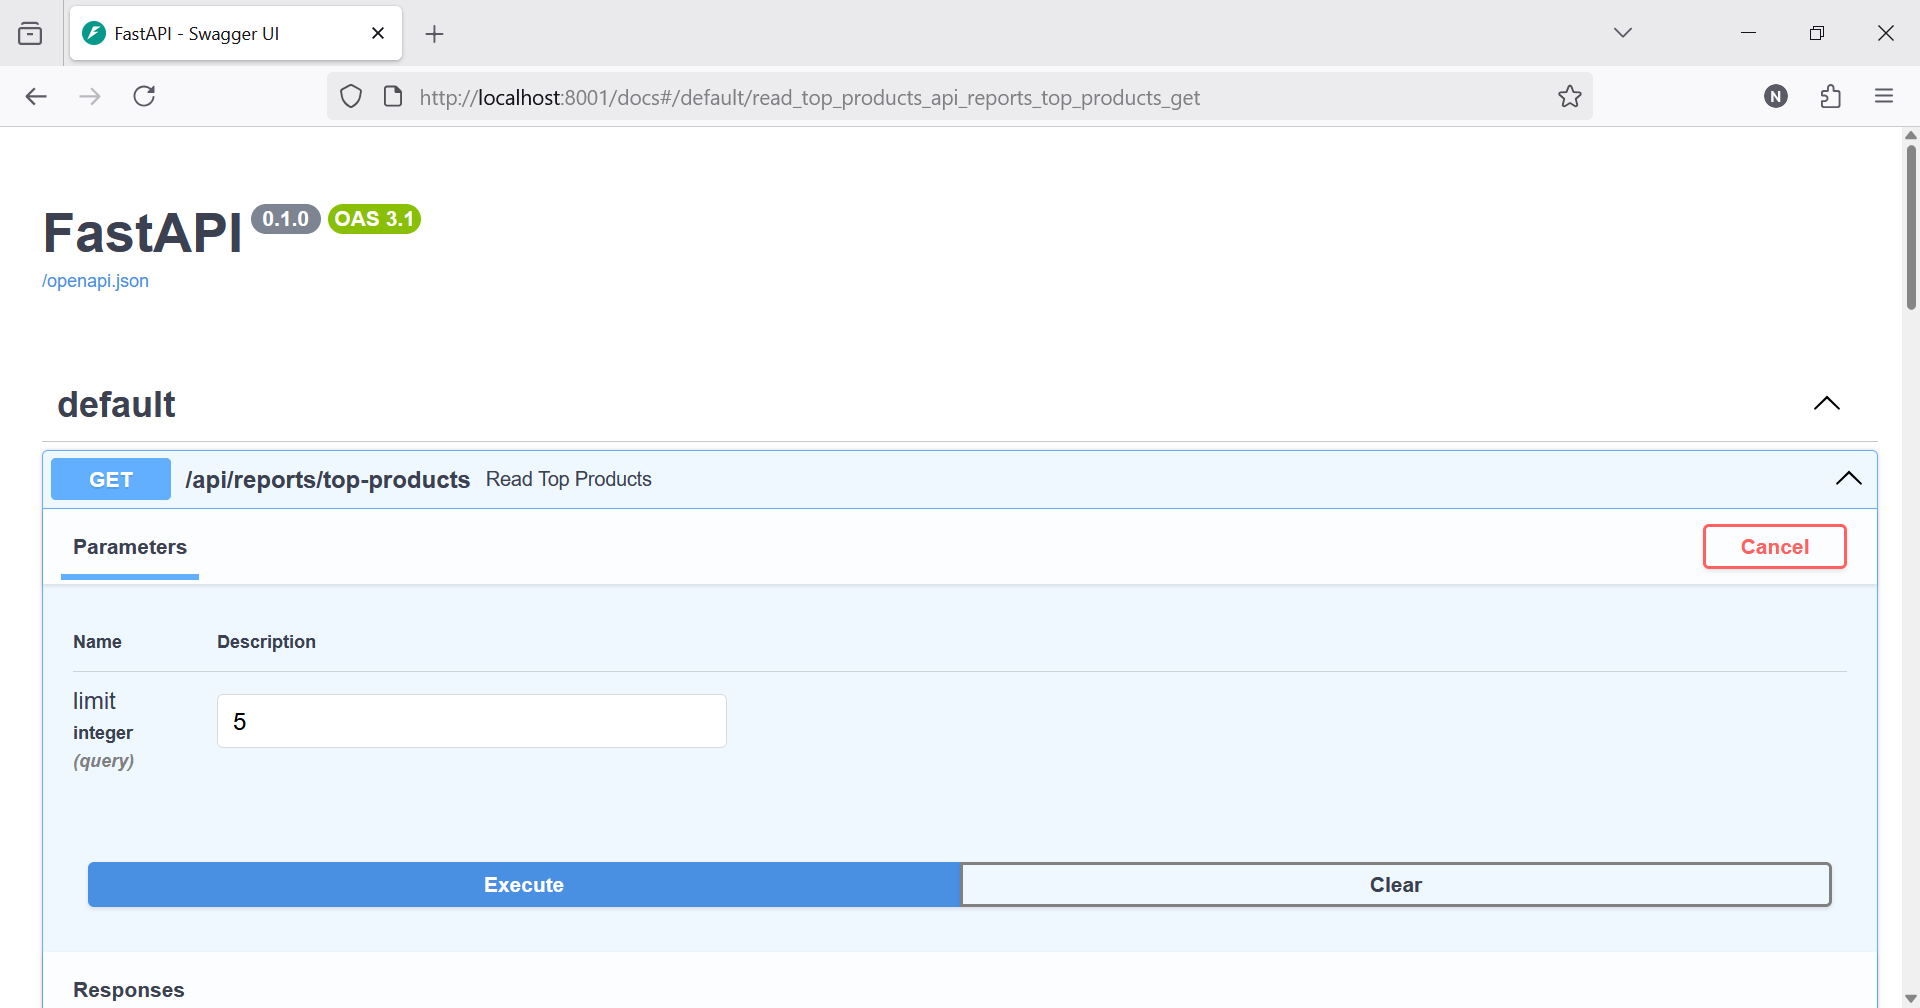 FastAPI - Swagger UI
http://localhost:8001/docs#/default/read_top_products_api_reports_top_products_get
N
FastAPI 0.1.0 OAS 3.1
/openapi.json
default
GET /api/reports/top-products Read Top Products
Parameters
Cancel
Name Description
limit
integer
(query)
5
Execute
Clear
Responses